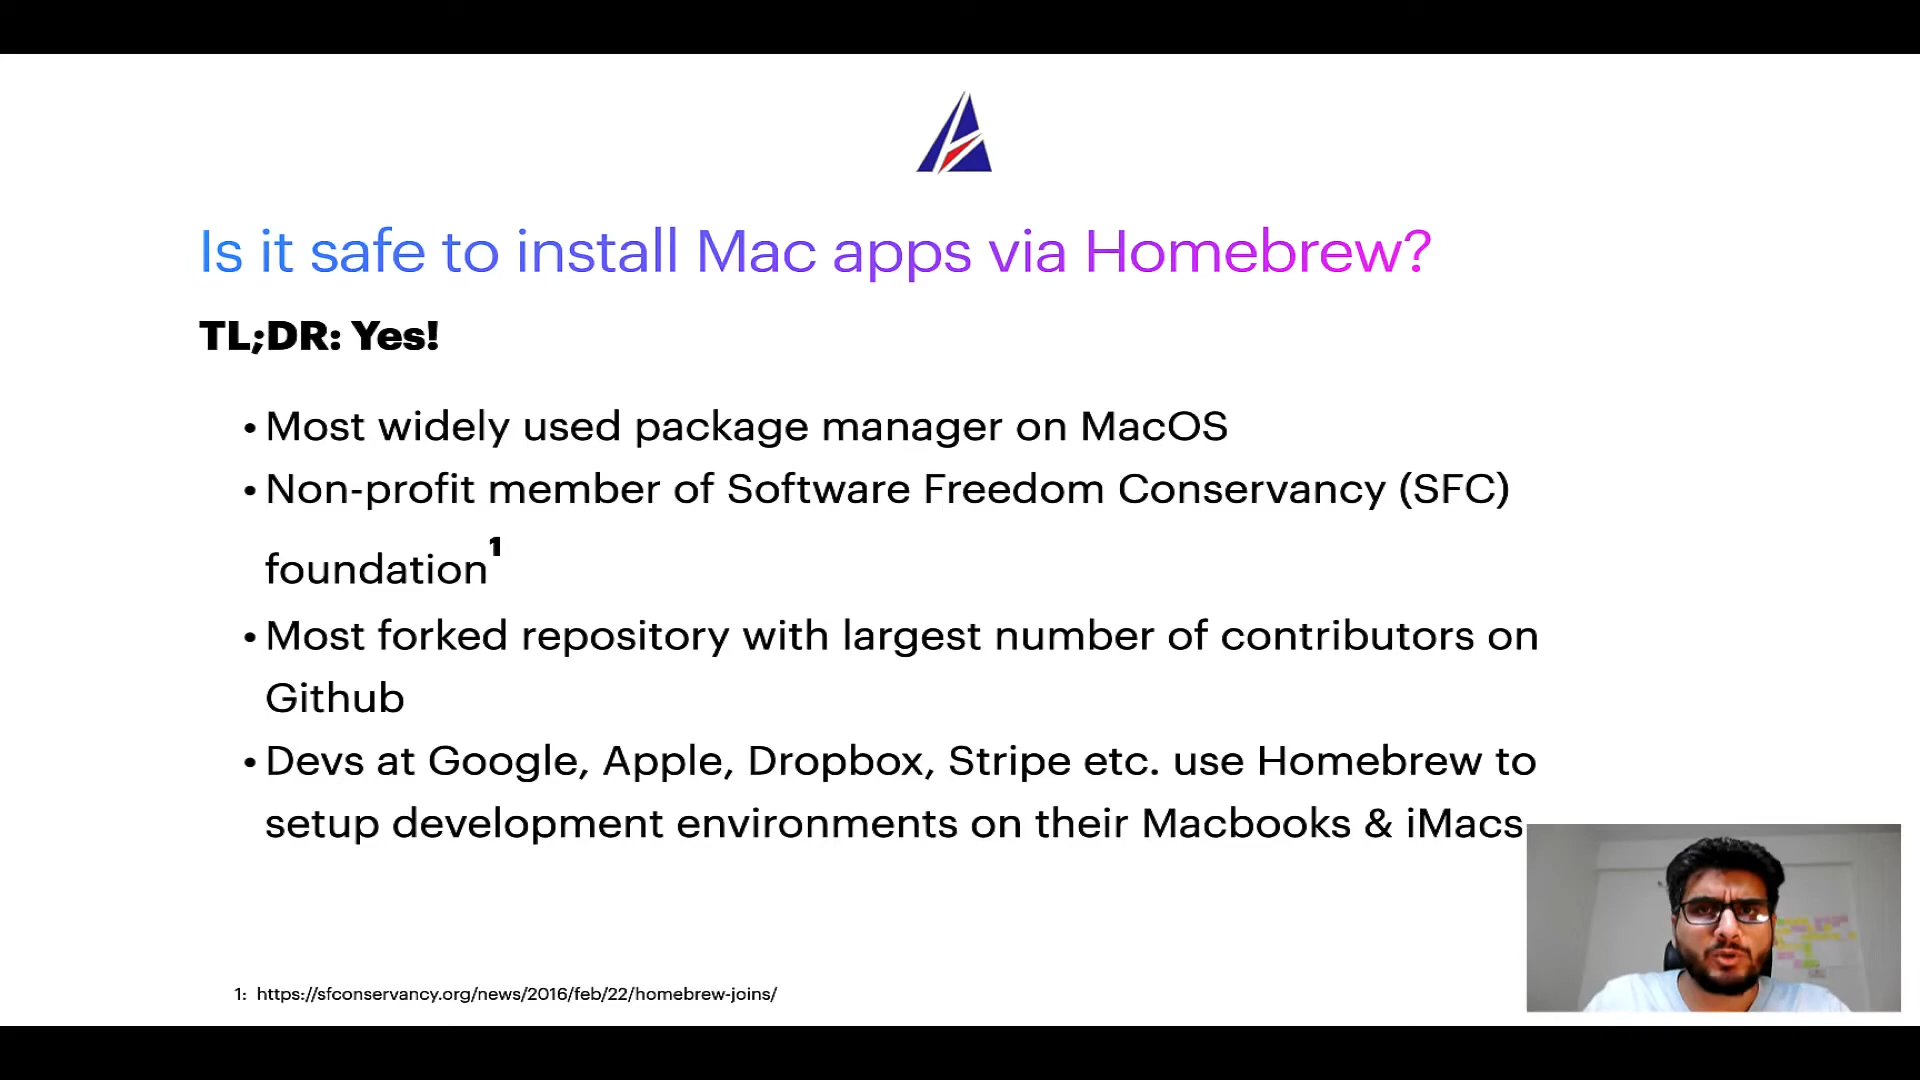 Is it safe to install Mac apps via Homebrew?
TL;DR: Yes!
• Most widely used package manager on MacOS
• Non-profit member of Software Freedom Conservancy (SFC)
foundation¹
• Most forked repository with largest number of contributors on
Github
• Devs at Google, Apple, Dropbox, Stripe etc. use Homebrew to
setup development environments on their Macbooks & iMacs
1: https://sfconservancy.org/news/2016/feb/22/homebrew-joins/